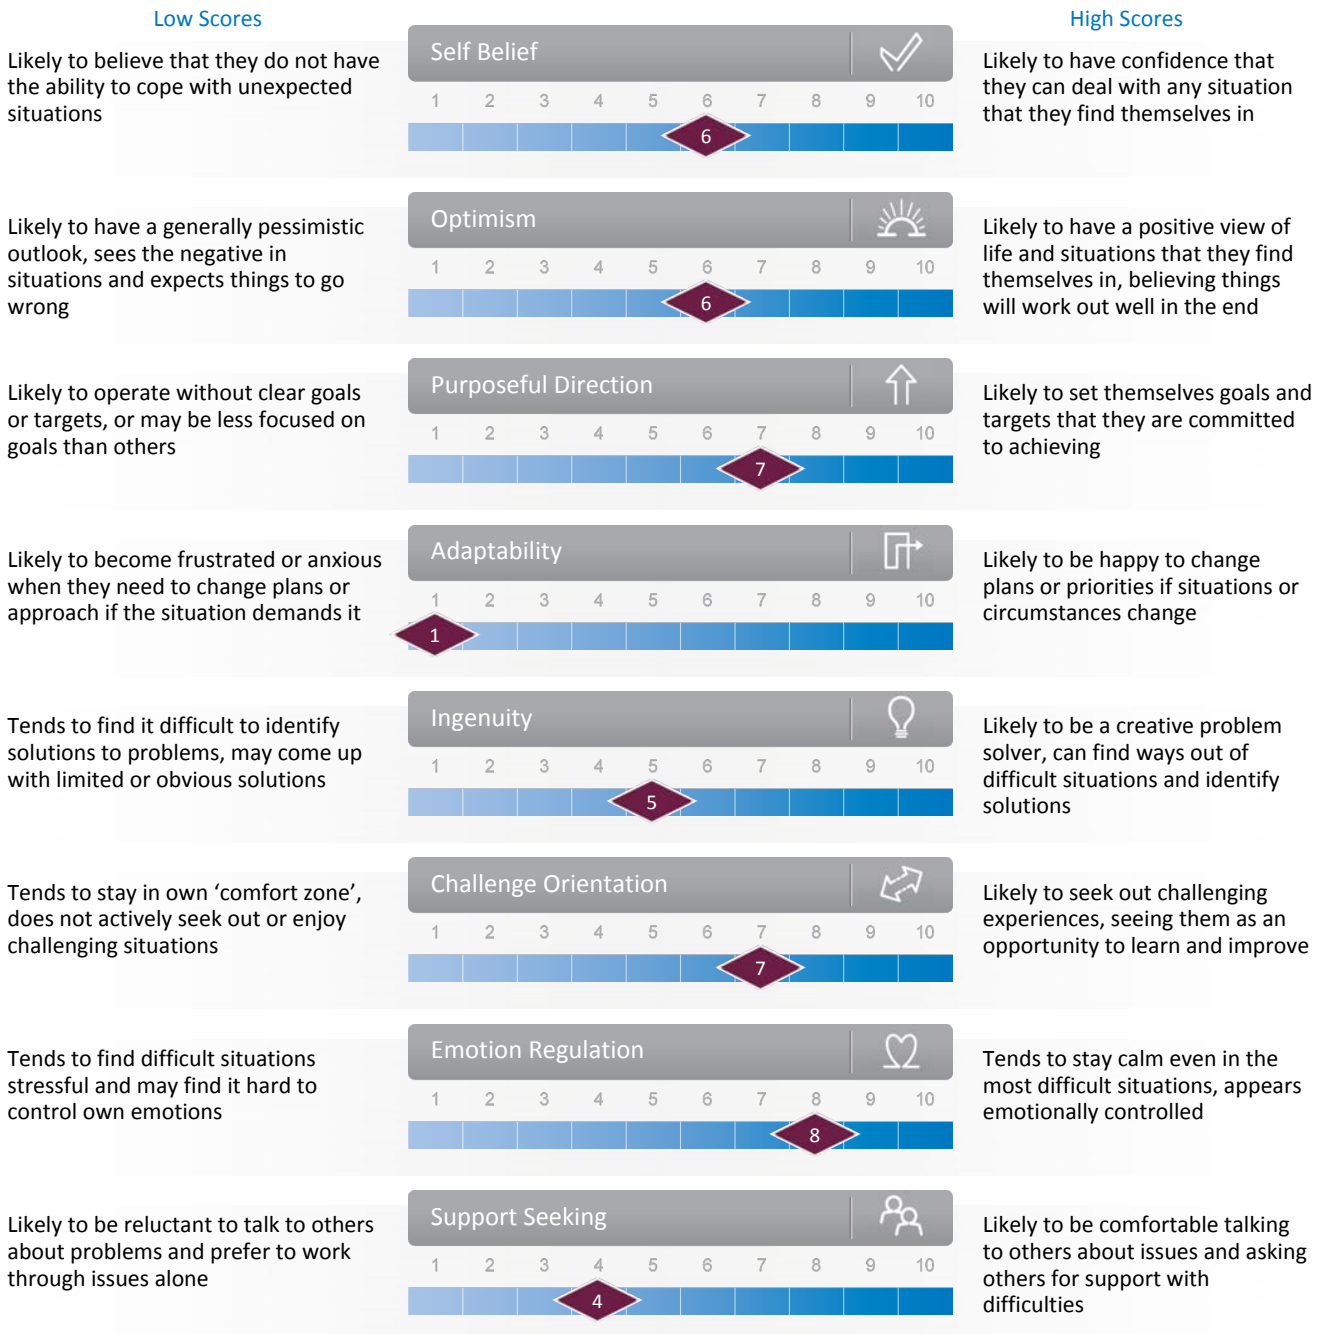 Low Scores
High Scores
Likely to believe that they do not have
the ability to cope with unexpected
situations
Self Belief
1 2 3 4 5 6 7 8 9 10
6
Likely to have confidence that
they can deal with any situation
that they find themselves in
Likely to have a generally pessimistic
outlook, sees the negative in
situations and expects things to go
wrong
Optimism
1 2 3 4 5 6 7 8 9 10
6
Likely to have a positive view of
life and situations that they find
themselves in, believing things
will work out well in the end
Likely to operate without clear goals
or targets, or may be less focused on
goals than others
Purposeful Direction
1 2 3 4 5 6 7 8 9 10
7
Likely to set themselves goals and
targets that they are committed
to achieving
Likely to become frustrated or anxious
when they need to change plans or
approach if the situation demands it
Adaptability
1 2 3 4 5 6 7 8 9 10
1
Likely to be happy to change
plans or priorities if situations or
circumstances change
Tends to find it difficult to identify
solutions to problems, may come up
with limited or obvious solutions
Ingenuity
1 2 3 4 5 6 7 8 9 10
5
Likely to be a creative problem
solver, can find ways out of
difficult situations and identify
solutions
Tends to stay in own ‘comfort zone’,
does not actively seek out or enjoy
challenging situations
Challenge Orientation
1 2 3 4 5 6 7 8 9 10
7
Likely to seek out challenging
experiences, seeing them as an
opportunity to learn and improve
Tends to find difficult situations
stressful and may find it hard to
control own emotions
Emotion Regulation
1 2 3 4 5 6 7 8 9 10
8
Tends to stay calm even in the
most difficult situations, appears
emotionally controlled
Likely to be reluctant to talk to others
about problems and prefer to work
through issues alone
Support Seeking
1 2 3 4 5 6 7 8 9 10
4
Likely to be comfortable talking
to others about issues and asking
others for support with
difficulties